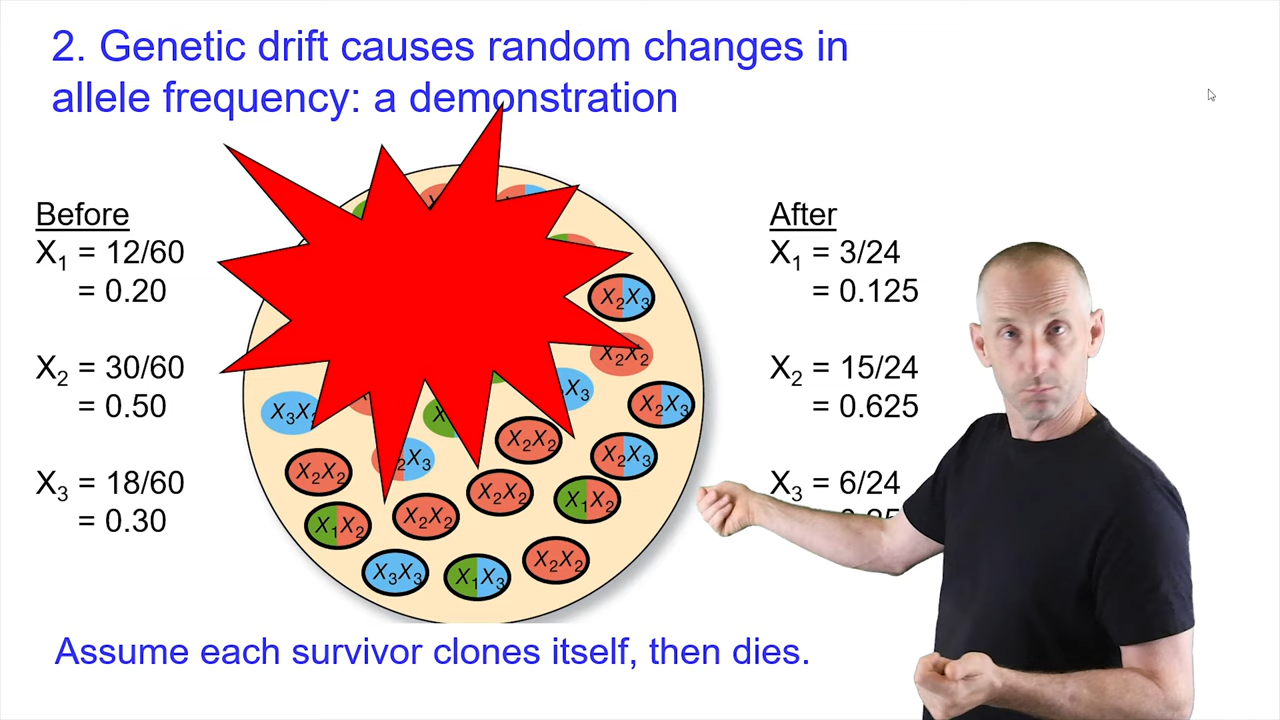 2. Genetic drift causes random changes in
allele frequency: a demonstration
Before
X1 = 12/60
= 0.20
X2 = 30/60
= 0.50
X3 = 18/60
= 0.30
X2X3
X2X2
X3
X2X3
X3X
X2X2
X2X3
X2X3
X2X2
X2X2
X1X2
X1X2
X2X2
X2X2
X3X3
X1X3
After
X1 = 3/24
= 0.125
X2 = 15/24
= 0.625
X3 = 6/24
Assume each survivor clones itself, then dies.